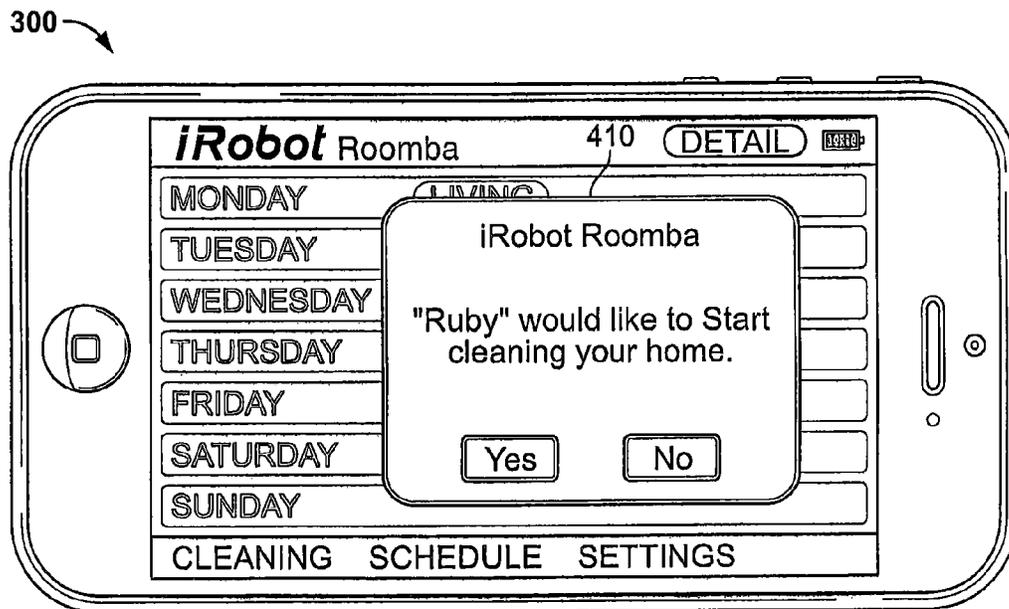 300
iRobot Roomba
410
DETAIL
MONDAY
LIVING
TUESDAY
WEDNESDAY
THURSDAY
FRIDAY
SATURDAY
SUNDAY
iRobot Roomba
"Ruby" would like to Start
cleaning your home.
Yes No
CLEANING SCHEDULE SETTINGS